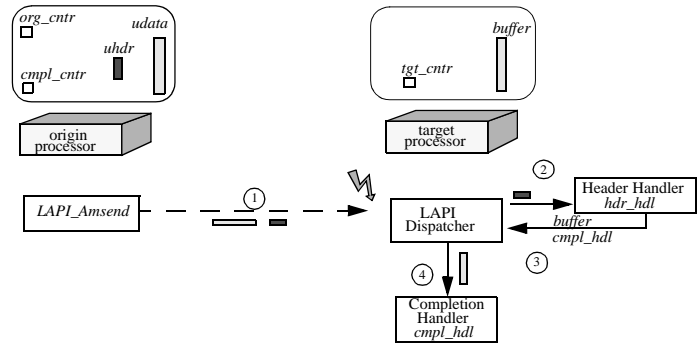 org_cntr
udata
uhdr
cmpl_cntr
buffer
tgt_cntr
origin
processor
target
processor
1
2
LAPI_Amsend
LAPI
Dispatcher
Header Handler
hdr_hdl
buffer
cmpl_hdl
3
4
Completion
Handler
cmpl_hdl